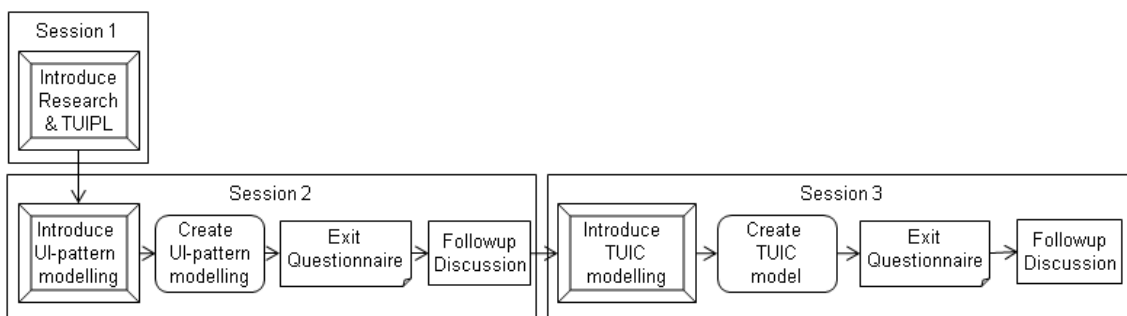 Session 1
Introduce
Research
& TUIPL
Session 2
Introduce
UI-pattern
modelling
Create
UI-pattern
modelling
Exit
Questionnaire
Followup
Discussion
Session 3
Introduce
TUIC
modelling
Create
TUIC
model
Exit
Questionnaire
Followup
Discussion